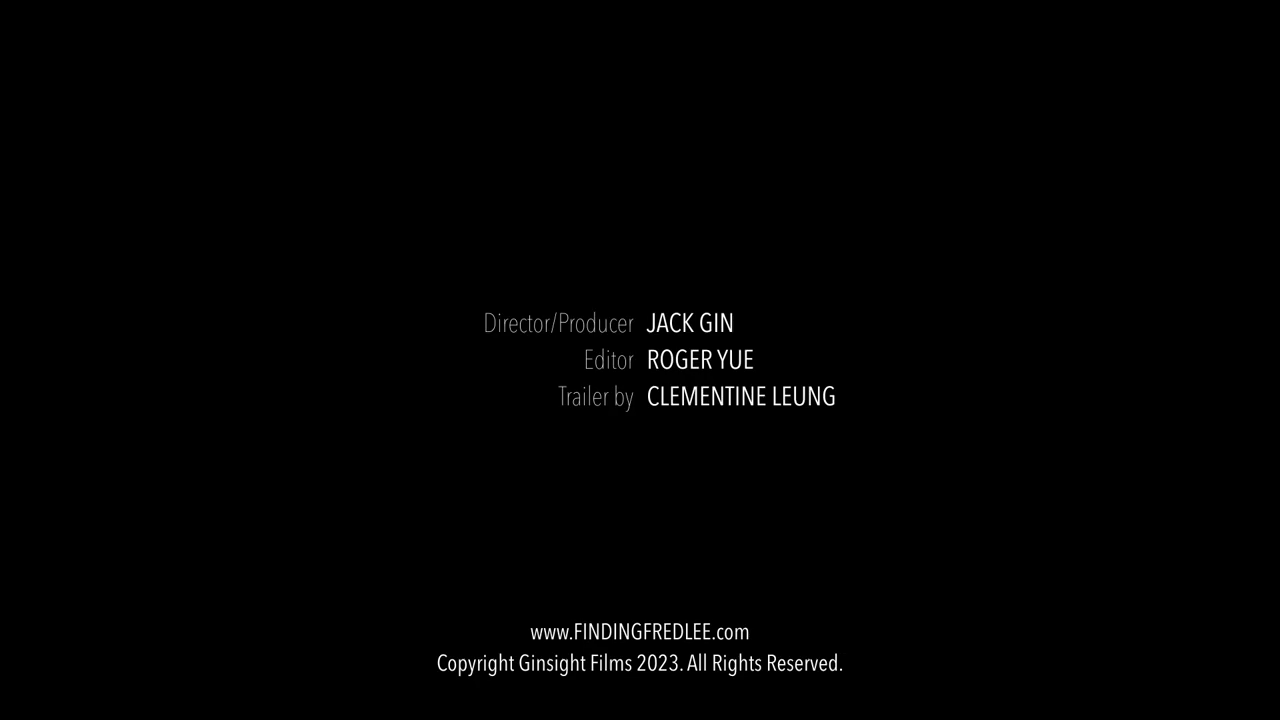 Director/Producer JACK GIN
Editor ROGER YUE
Trailer by CLEMENTINE LEUNG
www.FINDINGFREDLEE.com
Copyright Ginsight Films 2023. All Rights Reserved.